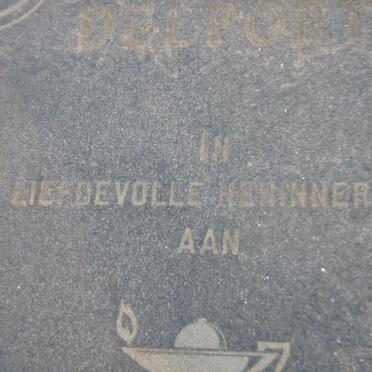 DELPORT
IN
LIEFDEVOLLE HERINNER
AAN